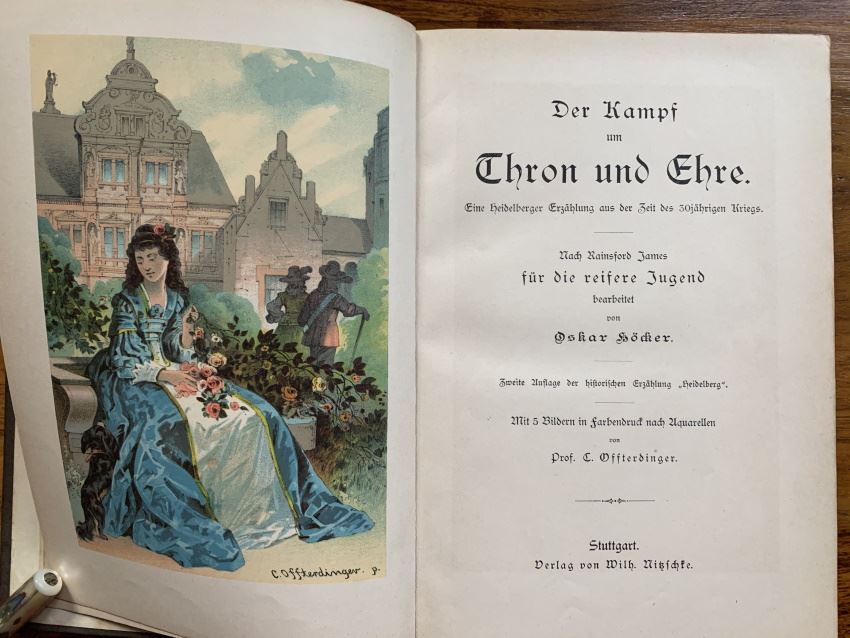 C. Offterdinger. p.
Der Kampf
um
Thron und Ehre.
Eine Heidelberger Erzählung aus der Zeit des 30jährigen Kriegs.
Nach Rainsford James
für die reifere Jugend
bearbeitet
von
Oskar Höcker.
Zweite Auflage der historischen Erzählung „Heidelberg“.
Mit 5 Bildern in Farbendruck nach Aquarellen
von
Prof. C. Offterdinger.
Stuttgart.
Verlag von Wilh. Nitzschke.